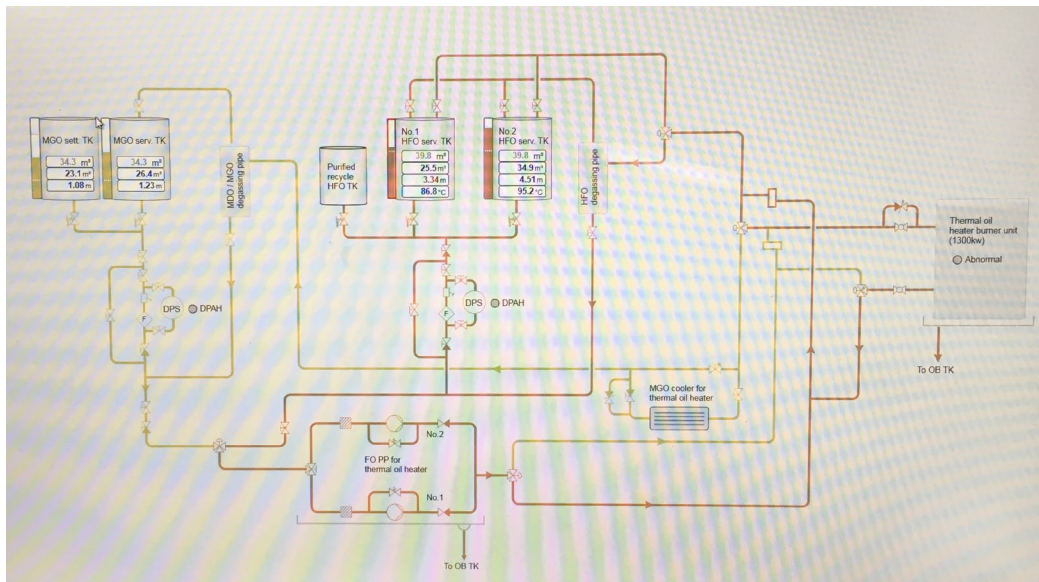 MGO sett. TK
34.3 m³
23.1 m³
1.08 m
MGO serv. TK
34.3 m³
26.4 m³
1.23 m
MDO / MGO
degassing pipe
Purified
recycle
HFO TK
No.1
HFO serv. TK
39.8 m³
25.5 m³
3.34 m
86.8 °C
No.2
HFO serv. TK
39.8 m³
34.9 m³
4.51 m
95.2 °C
HFO
degassing pipe
Thermal oil
heater burner unit
(1300kw)
Abnormal
F
DPS
DPAH
F
DPS
DPAH
To OB TK
MGO cooler for
thermal oil heater
No.2
FO PP for
thermal oil heater
No.1
To OB TK